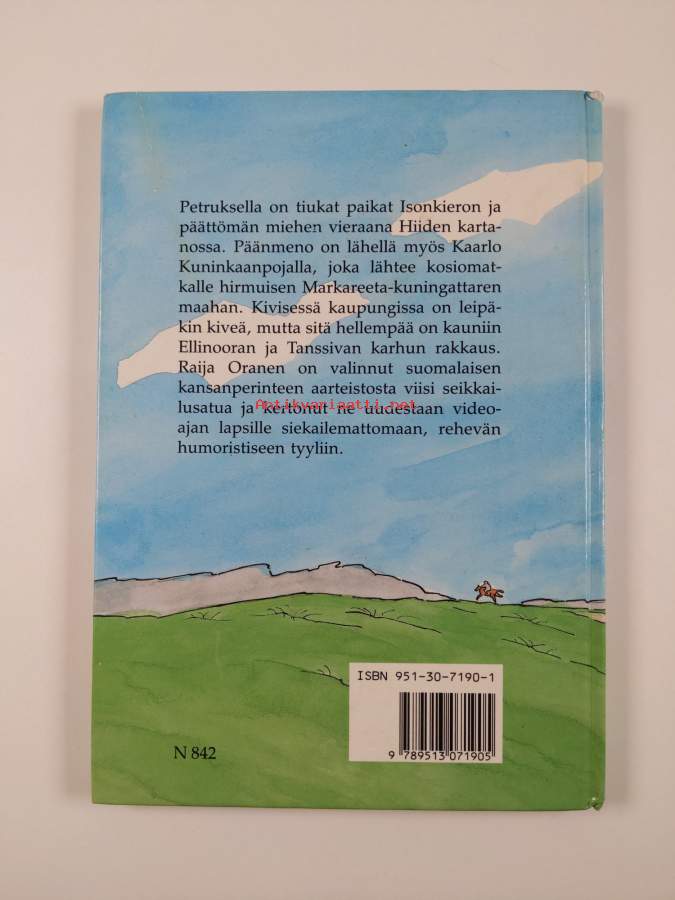 Petruksella on tiukat paikat Isonkieron ja
päättömän miehen vieraana Hiiden karta-
nossa. Päänmeno on lähellä myös Kaarlo
Kuninkaanpojalla, joka lähtee kosiomat-
kalle hirmuisen Markareeta-kuningattaren
maahan. Kivisessä kaupungissa on leipä-
kin kiveä, mutta sitä hellempää on kauniin
Ellinooran ja Tanssivan karhun rakkaus.
Raija Oranen on valinnut suomalaisen
kansanperinteen aarteistosta viisi seikkai-
lusatua ja kertonut ne uudestaan video-
Antikvariaatti.net
ajan lapsille siekailemattomaan, rehevän
humoristiseen tyyliin.
ISBN 951-30-7190-1
9 789513 071905
N 842